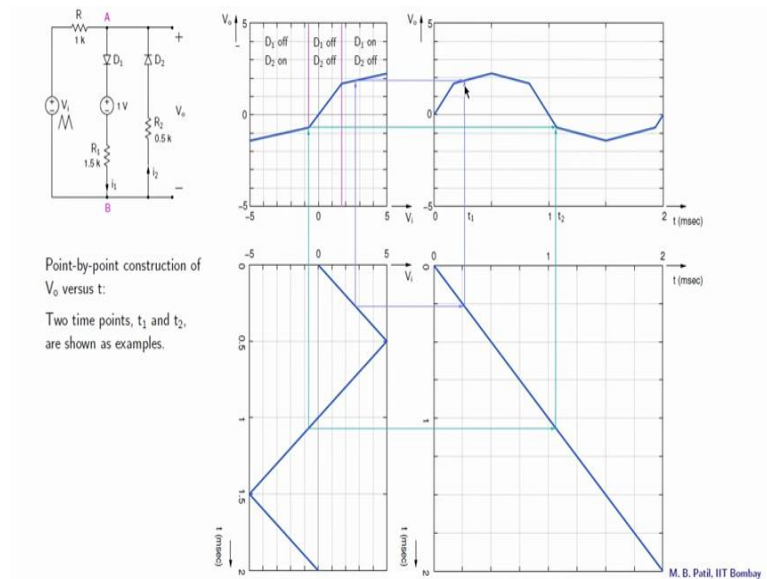 R
1 k
A
+
D₁
D₂
Vᵢ
1 V
Vₒ
R₂
0.5 k
R₁
1.5 k
i₁
i₂
−
B
Vₒ
5
0
−5
D₁ off
D₂ on
D₁ off
D₂ off
D₁ on
D₂ off
−5
0
5
Vᵢ
Vₒ
5
0
−5
0
t₁
1
t₂
2
t (msec)
Point-by-point construction of
Vₒ versus t:
Two time points, t₁ and t₂,
are shown as examples.
−5
0
5
Vᵢ
0
0.5
1
1.5
2
t (msec)
0
1
2
t (msec)
0
1
2
t (msec)
M. B. Patil, IIT Bombay